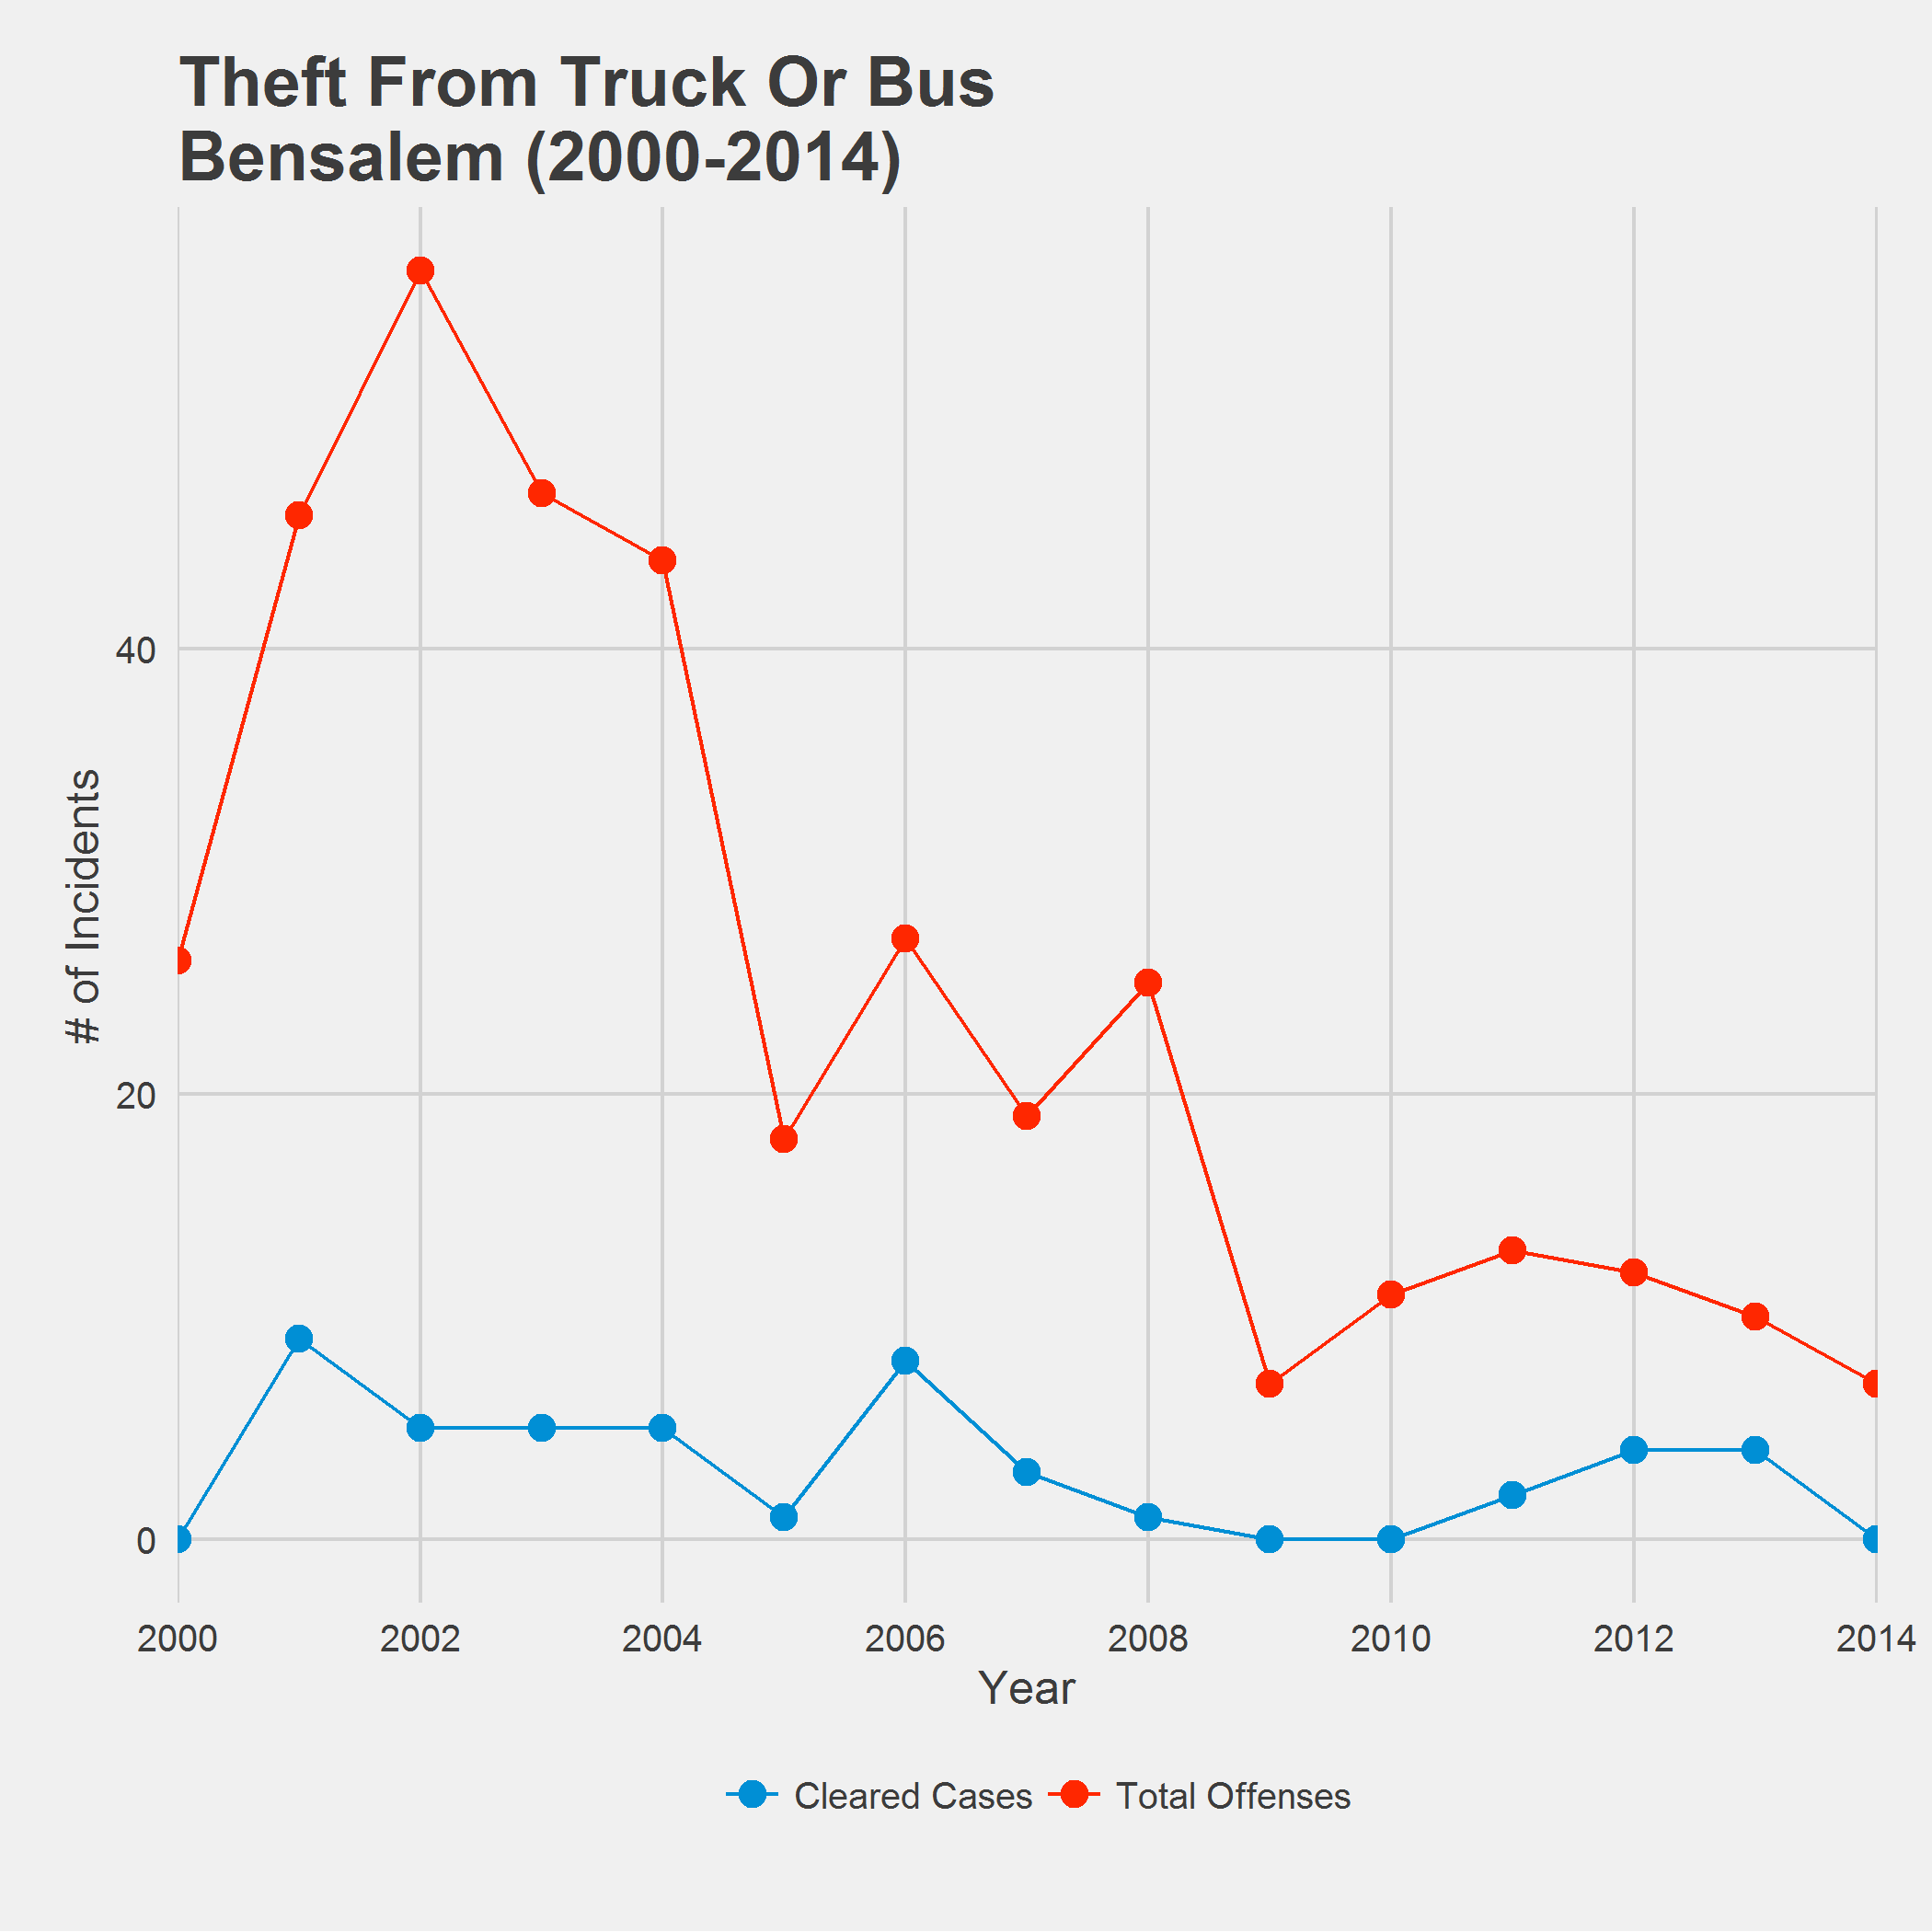 Theft From Truck Or Bus
Bensalem (2000-2014)
# of Incidents
40
20
0
2000 2002 2004 2006 2008 2010 2012 2014
Year
Cleared Cases Total Offenses